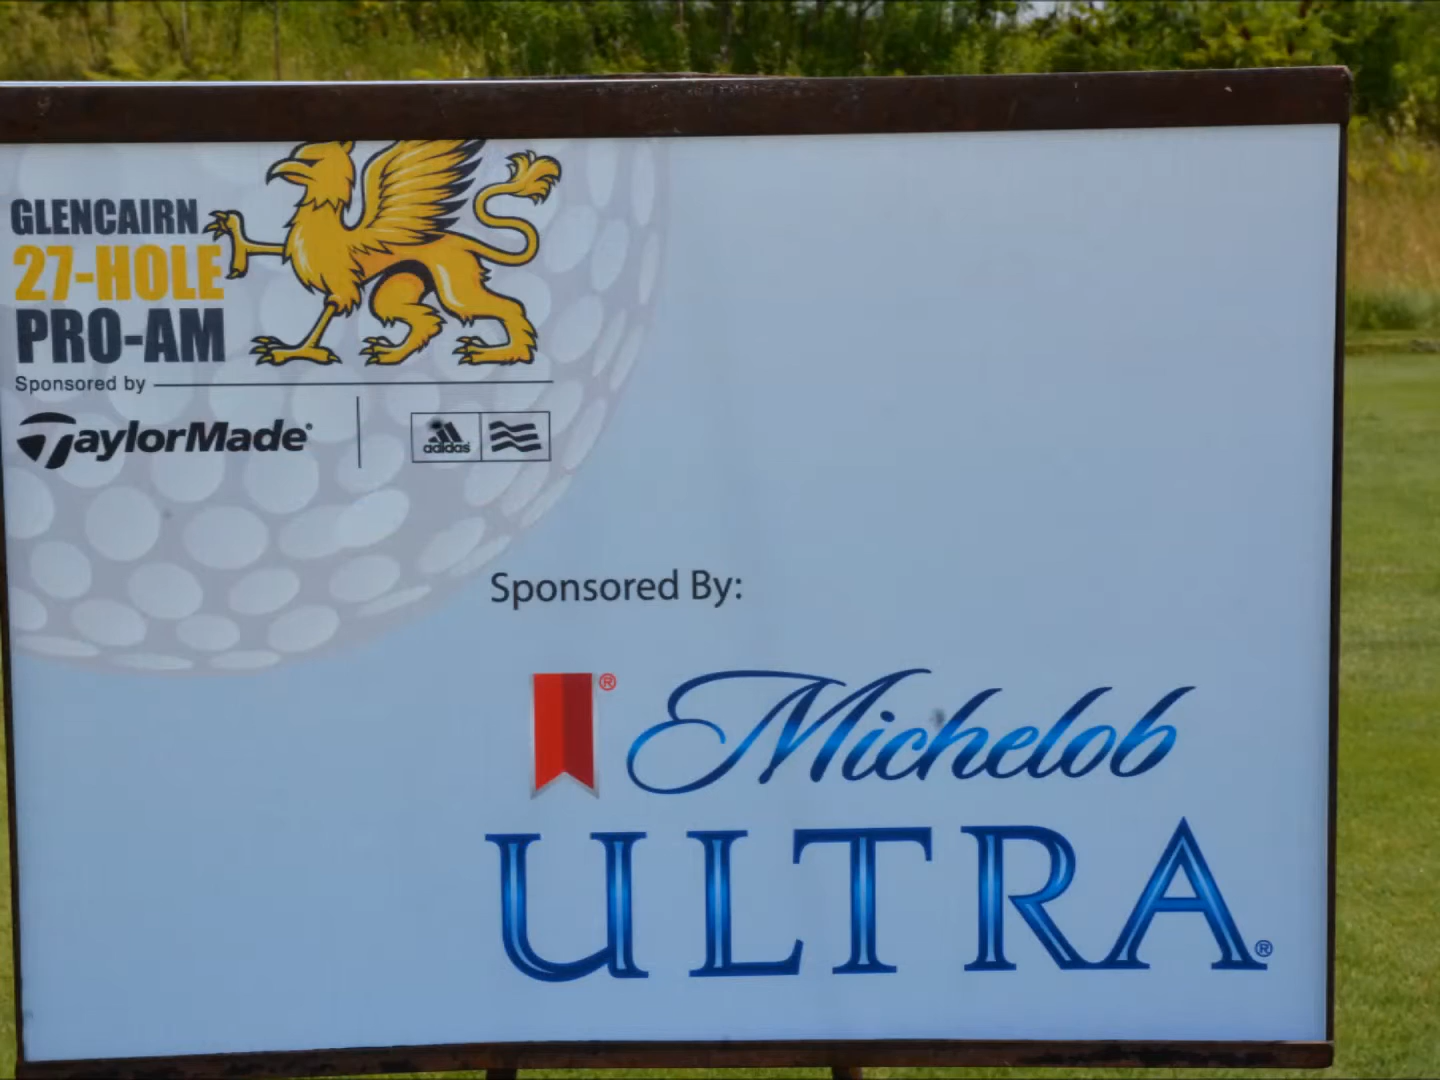 GLENCAIRN
27-HOLE
PRO-AM
Sponsored by
TaylorMade®
adidas
Sponsored By:
®
Michelob
ULTRA®